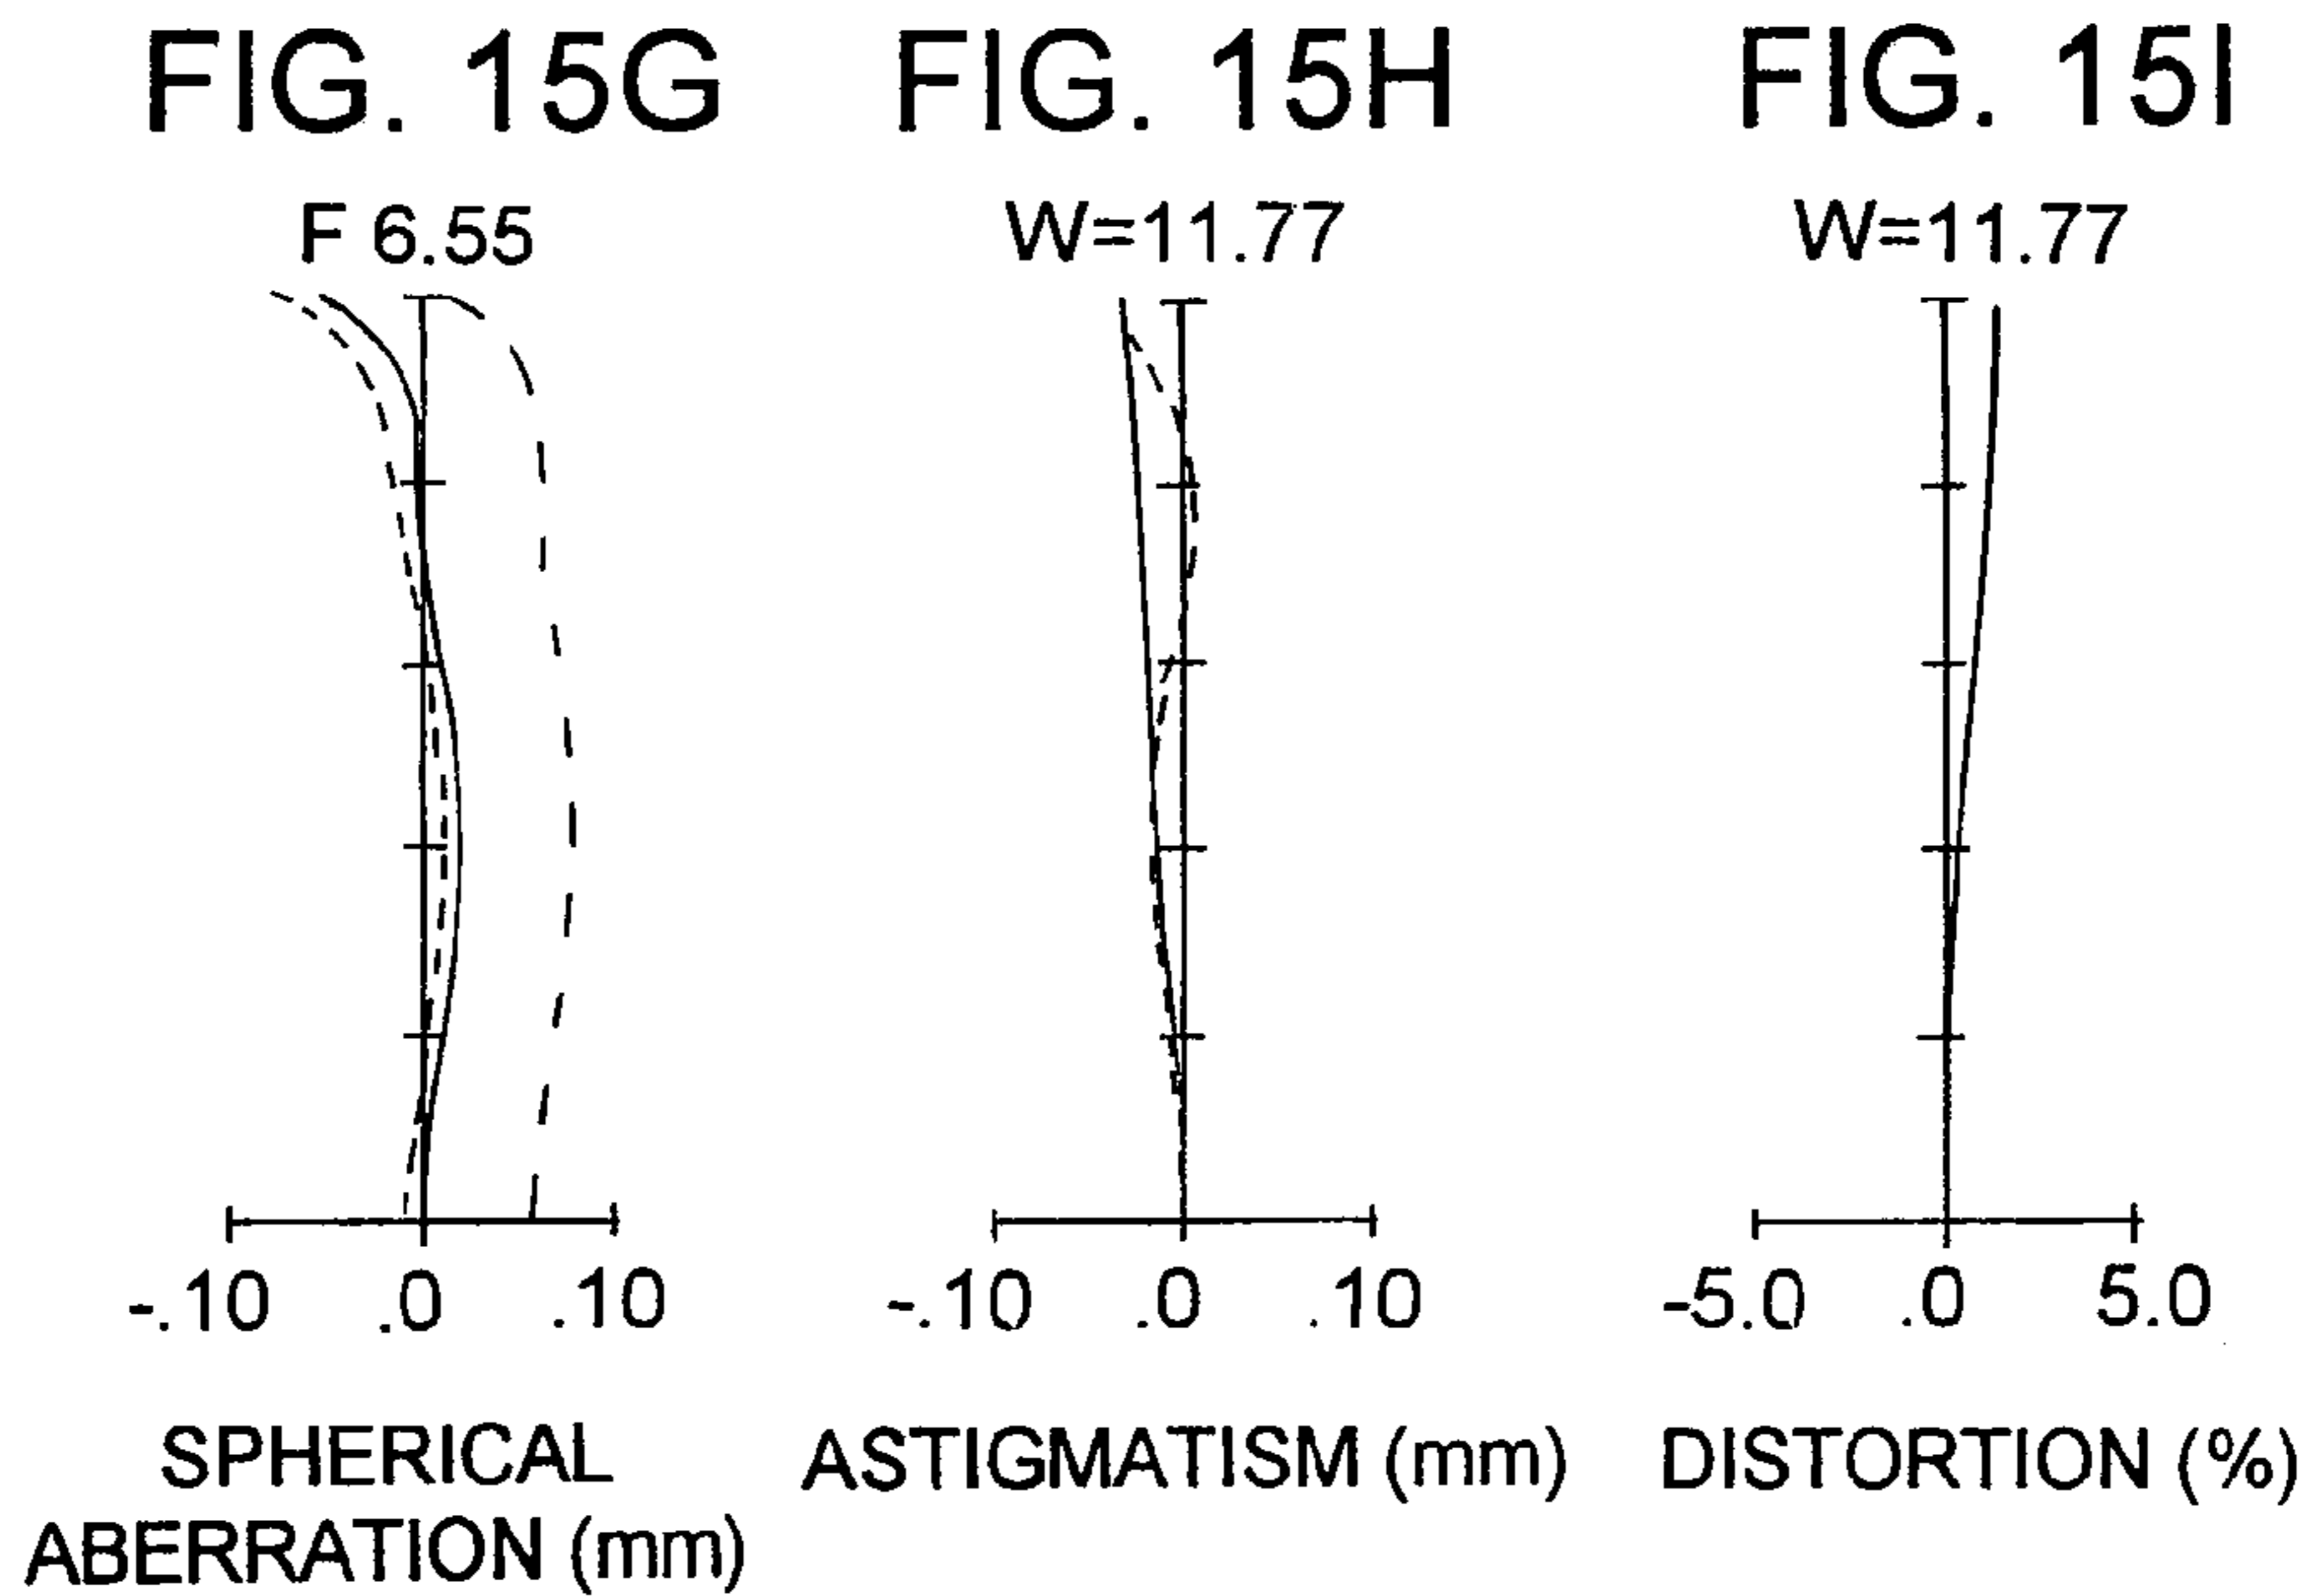 FIG. 15G FIG. 15H FIG. 15I
F 6.55 W=11.77 W=11.77
-.10 .0 .10 -.10 .0 .10 -5.0 .0 5.0
SPHERICAL ABERRATION (mm)
ASTIGMATISM (mm)
DISTORTION (%)